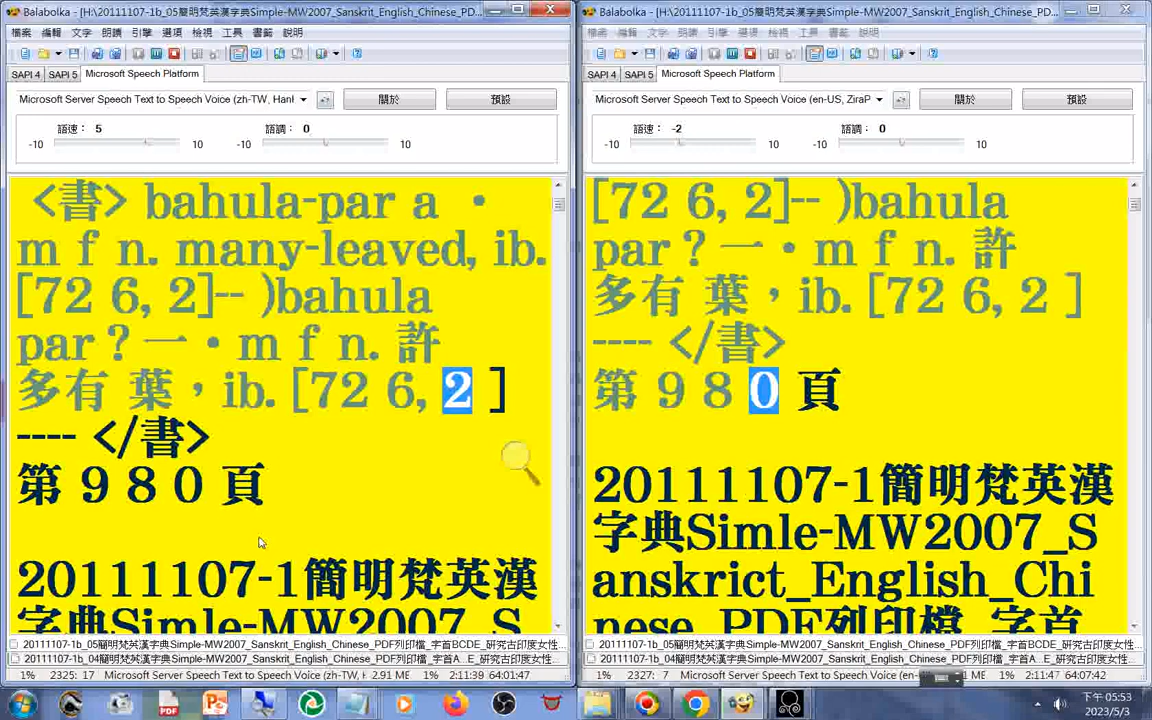 Balabolka - [H:\20111107-1b_05簡明梵英漢字典Simple-MW2007_Sanskrit_English_Chinese_PD...
檔案 編輯 文字 朗讀 引擎 選項 檢視 工具 書籤 說明
SAPI 4 SAPI 5 Microsoft Speech Platform
Microsoft Server Speech Text to Speech Voice (zh-TW, HanH 關於 預設
語速： 5 語調： 0
-10 10 -10 10
<書> bahula-par a ・
m f n. many-leaved, ib.
[72 6, 2]-- )bahula
par？一・m f n. 許
多有 葉，ib. [72 6, 2 ]
---- </書>
第 9 8 0 頁
20111107-1簡明梵英漢
字典Simle-MW2007_S
20111107-1b_05簡明梵英漢字典Simple-MW2007_Sanskrit_English_Chinese_PDF列印檔_字首BCDE_研究古印度女性...
20111107-1b_04簡明梵英漢字典Simple-MW2007_Sanskrit_English_Chinese_PDF列印檔_字首A...E_研究古印度女性...
1% 2325: 17 Microsoft Server Speech Text to Speech Voice (zh-TW, 2.91 ME 1% 2:11:39 64:01:47
Balabolka - [H:\20111107-1b_05簡明梵英漢字典Simple-MW2007_Sanskrit_English_Chinese_PD...
檔案 編輯 文字 朗讀 引擎 選項 檢視 工具 書籤 說明
SAPI 4 SAPI 5 Microsoft Speech Platform
Microsoft Server Speech Text to Speech Voice (en-US, ZiraP 關於 預設
語速： -2 語調： 0
-10 10 -10 10
[72 6, 2]-- )bahula
par？一・m f n. 許
多有 葉，ib. [72 6, 2 ]
---- </書>
第 9 8 0 頁
20111107-1簡明梵英漢
字典Simle-MW2007_S
anskrict_English_Chi
nese_PDF列印檔_字首
20111107-1b_05簡明梵英漢字典Simple-MW2007_Sanskrit_English_Chinese_PDF列印檔_字首BCDE_研究古印度女性...
20111107-1b_04簡明梵英漢字典Simple-MW2007_Sanskrit_English_Chinese_PDF列印檔_字首A...E_研究古印度女性...
1% 2327: 7 Microsoft Server Speech Text to Speech Voice ME 1% 2:11:47 64:07:42
PDF
下午 05:53
2023/5/3